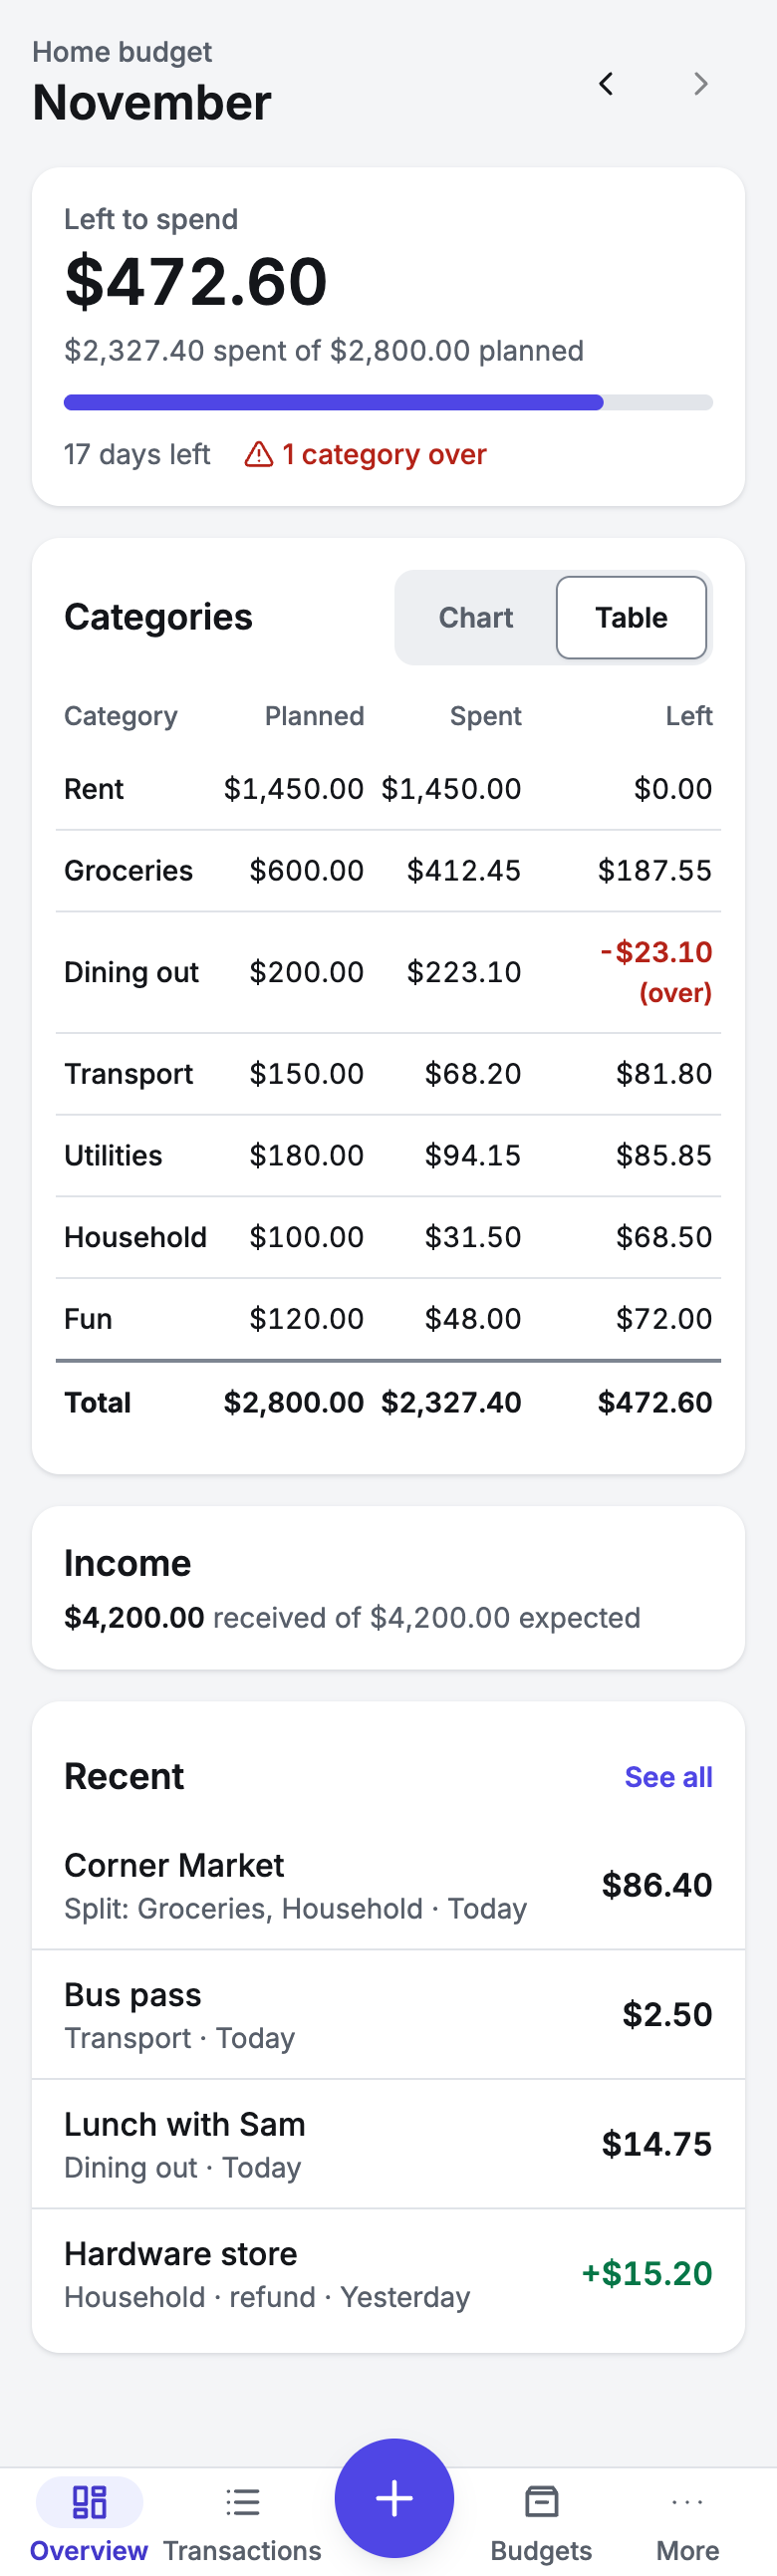 Home budget
November
Left to spend
$472.60
$2,327.40 spent of $2,800.00 planned
17 days left 1 category over
Categories Chart Table
Category Planned Spent Left
Rent $1,450.00 $1,450.00 $0.00
Groceries $600.00 $412.45 $187.55
Dining out $200.00 $223.10 -$23.10
(over)
Transport $150.00 $68.20 $81.80
Utilities $180.00 $94.15 $85.85
Household $100.00 $31.50 $68.50
Fun $120.00 $48.00 $72.00
Total $2,800.00 $2,327.40 $472.60
Income
$4,200.00 received of $4,200.00 expected
Recent See all
Corner Market $86.40
Split: Groceries, Household · Today
Bus pass $2.50
Transport · Today
Lunch with Sam $14.75
Dining out · Today
Hardware store +$15.20
Household · refund · Yesterday
Overview Transactions Budgets More